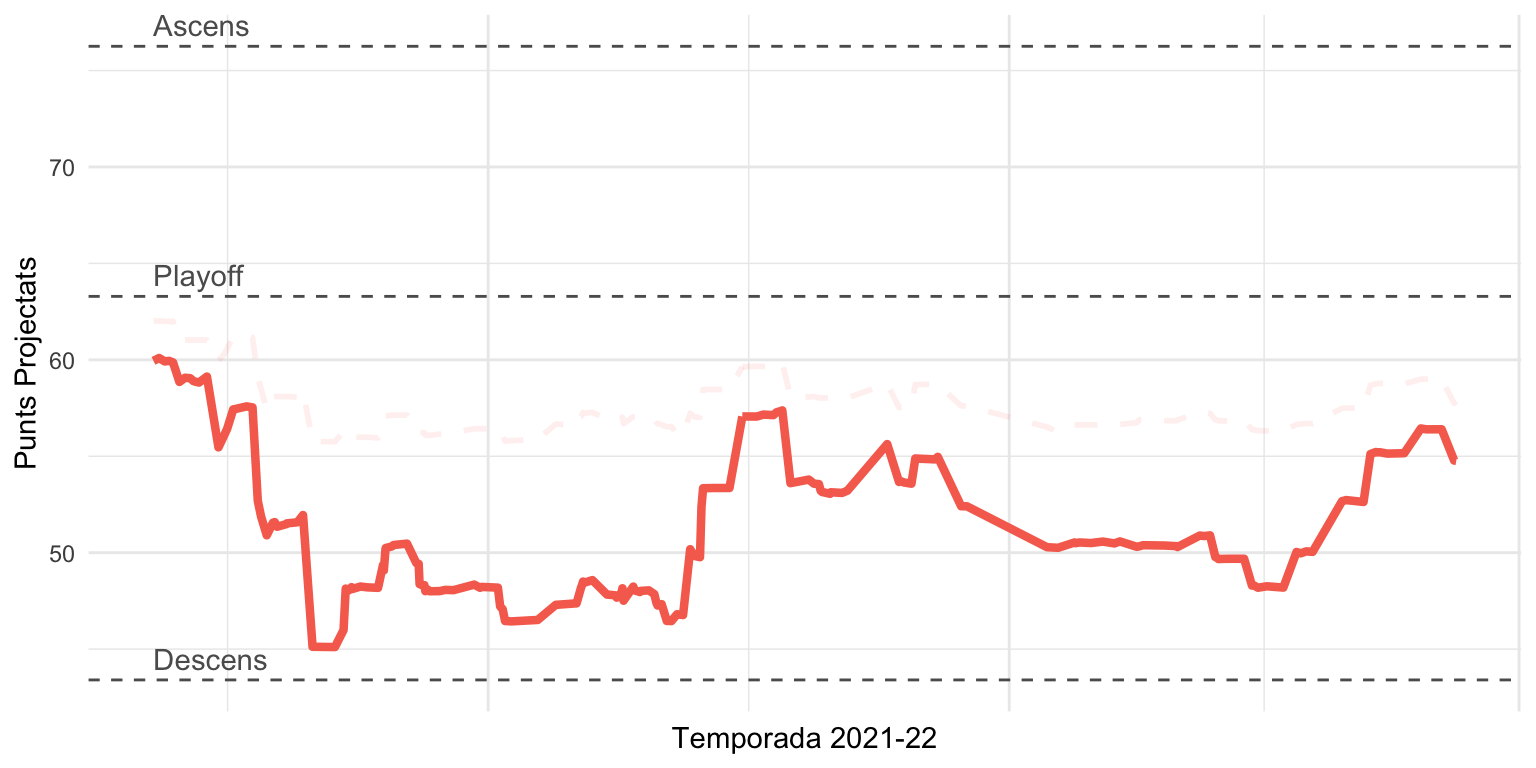 Ascens
70
Playoff
60
50
Descens
Punts Projectats
Temporada 2021-22